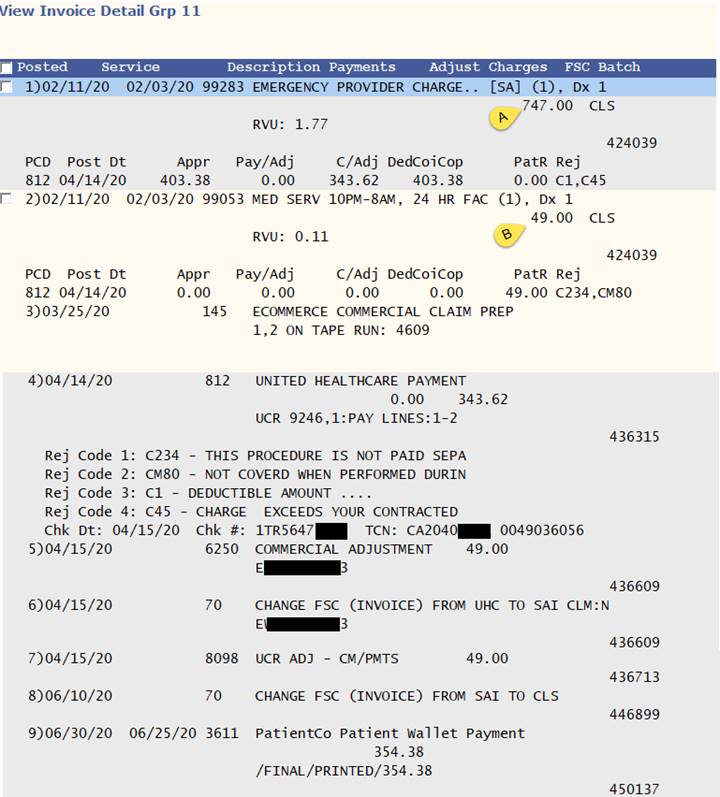 View Invoice Detail Grp 11
Posted Service Description Payments Adjust Charges FSC Batch
1)02/11/20 02/03/20 99283 EMERGENCY PROVIDER CHARGE.. [SA] (1), Dx 1
A 747.00 CLS
RVU: 1.77
424039
PCD Post Dt Appr Pay/Adj C/Adj DedCoiCop PatR Rej
812 04/14/20 403.38 0.00 343.62 403.38 0.00 C1,C45
2)02/11/20 02/03/20 99053 MED SERV 10PM-8AM, 24 HR FAC (1), Dx 1
49.00 CLS
B
RVU: 0.11
424039
PCD Post Dt Appr Pay/Adj C/Adj DedCoiCop PatR Rej
812 04/14/20 0.00 0.00 0.00 0.00 49.00 C234,CM80
3)03/25/20 145 ECOMMERCE COMMERCIAL CLAIM PREP
1,2 ON TAPE RUN: 4609
4)04/14/20 812 UNITED HEALTHCARE PAYMENT
0.00 343.62
UCR 9246,1:PAY LINES:1-2
436315
Rej Code 1: C234 - THIS PROCEDURE IS NOT PAID SEPA
Rej Code 2: CM80 - NOT COVERD WHEN PERFORMED DURIN
Rej Code 3: C1 - DEDUCTIBLE AMOUNT ....
Rej Code 4: C45 - CHARGE EXCEEDS YOUR CONTRACTED
Chk Dt: 04/15/20 Chk #: 1TR5647 TCN: CA2040 0049036056
5)04/15/20 6250 COMMERCIAL ADJUSTMENT 49.00
E 3
436609
6)04/15/20 70 CHANGE FSC (INVOICE) FROM UHC TO SAI CLM:N
3
436609
7)04/15/20 8098 UCR ADJ - CM/PMTS 49.00
436713
8)06/10/20 70 CHANGE FSC (INVOICE) FROM SAI TO CLS
446899
9)06/30/20 06/25/20 3611 PatientCo Patient Wallet Payment
354.38
/FINAL/PRINTED/354.38
450137